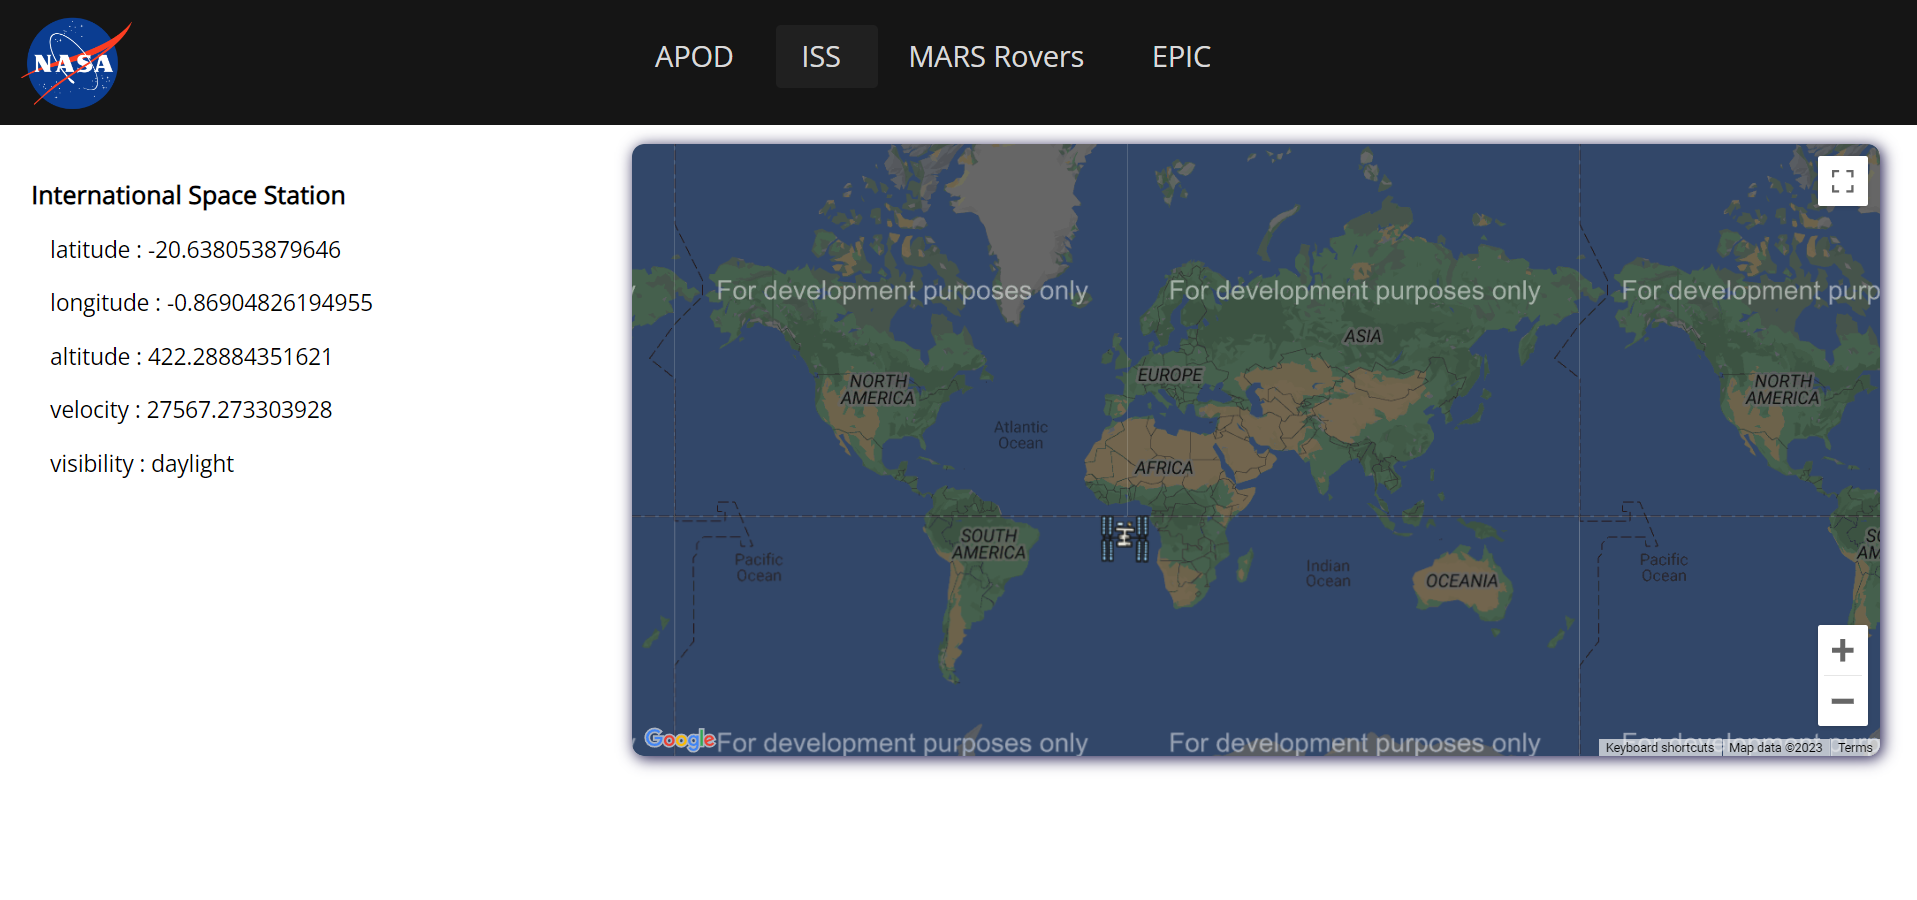 NASA
APOD
ISS
MARS Rovers
EPIC
International Space Station
latitude : -20.638053879646
longitude : -0.86904826194955
altitude : 422.28884351621
velocity : 27567.273303928
visibility : daylight
For development purposes only
For development purposes only
For development purp
ASIA
EUROPE
NORTH
AMERICA
NORTH
AMERICA
Atlantic
Ocean
AFRICA
SOUTH
AMERICA
SO
AM
Pacific
Ocean
Indian
Ocean
OCEANIA
Pacific
Ocean
Google
For development purposes only
For development purposes only
Keyboard shortcuts
Map data ©2023
Terms